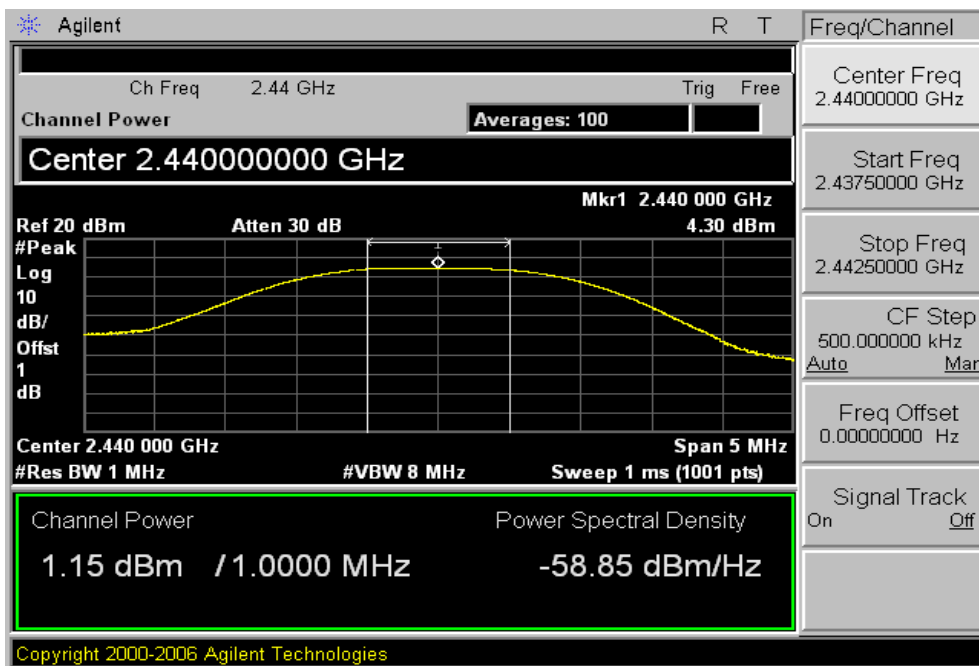 Agilent R T
Ch Freq 2.44 GHz Trig Free
Channel Power Averages: 100
Center 2.440000000 GHz
Mkr1 2.440 000 GHz
Ref 20 dBm Atten 30 dB 4.30 dBm
#Peak
Log
10
dB/
Offst
1
dB
1
Center 2.440 000 GHz Span 5 MHz
#Res BW 1 MHz #VBW 8 MHz Sweep 1 ms (1001 pts)
Channel Power Power Spectral Density
1.15 dBm / 1.0000 MHz -58.85 dBm/Hz
Copyright 2000-2006 Agilent Technologies
Freq/Channel
Center Freq
2.44000000 GHz
Start Freq
2.43750000 GHz
Stop Freq
2.44250000 GHz
CF Step
500.000000 kHz
Auto Mar
Freq Offset
0.00000000 Hz
Signal Track
On Off